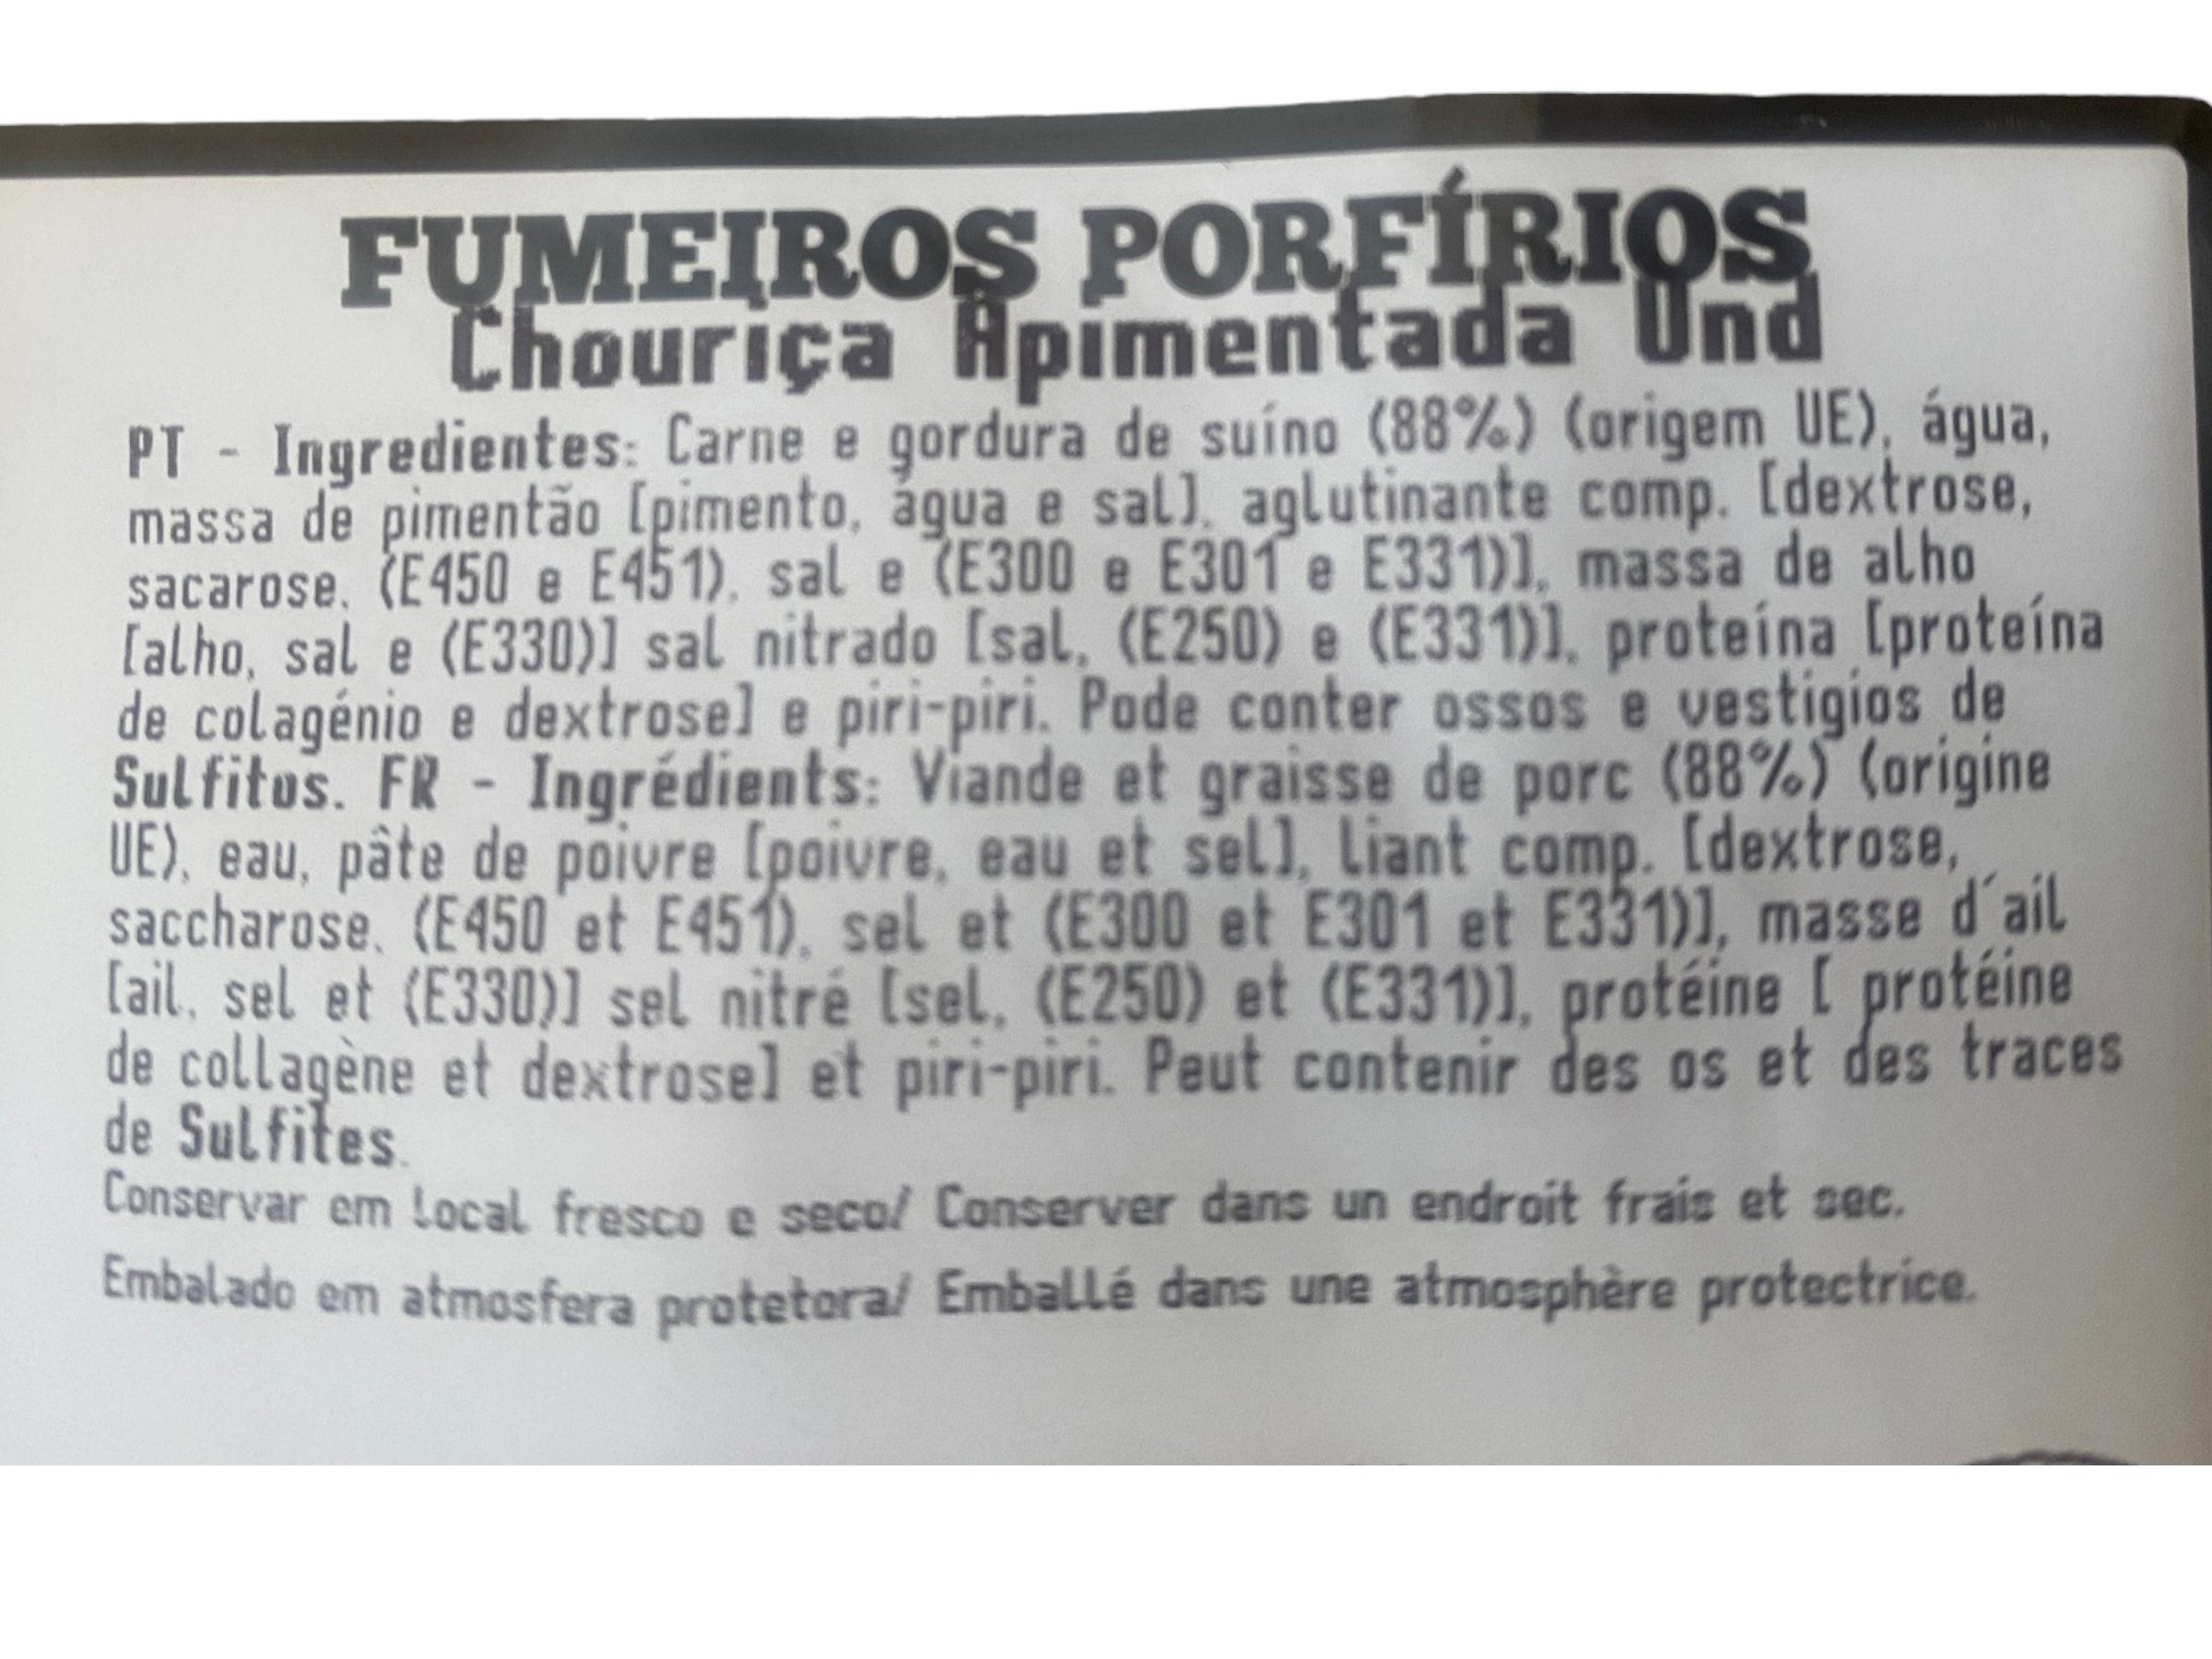 FUMEIROS PORFÍRIOS
Chouriça Apimentada Und
PT - Ingredientes: Carne e gordura de suíno (88%) (origem UE), água,
massa de pimentão [pimento, água e sal], aglutinante comp. [dextrose,
sacarose, (E450 e E451), sal e (E300 e E301 e E331)], massa de alho
[alho, sal e (E330)] sal nitrado [sal, (E250) e (E331)], proteína [proteína
de colagénio e dextrose] e piri-piri. Pode conter ossos e vestigios de
Sulfitos. FR - Ingrédients: Viande et graisse de porc (88%) (origine
UE), eau, pâte de poivre [poivre, eau et sel], liant comp. [dextrose,
saccharose, (E450 et E451), sel et (E300 et E301 et E331)], masse d´ail
[ail, sel et (E330)] sel nitré [sel, (E250) et (E331)], protéine [ protéine
de collagène et dextrose] et piri-piri. Peut contenir des os et des traces
de Sulfites.
Conservar em local fresco e seco/ Conserver dans un endroit frais et sec.
Embalado em atmosfera protetora/ Emballé dans une atmosphère protectrice.